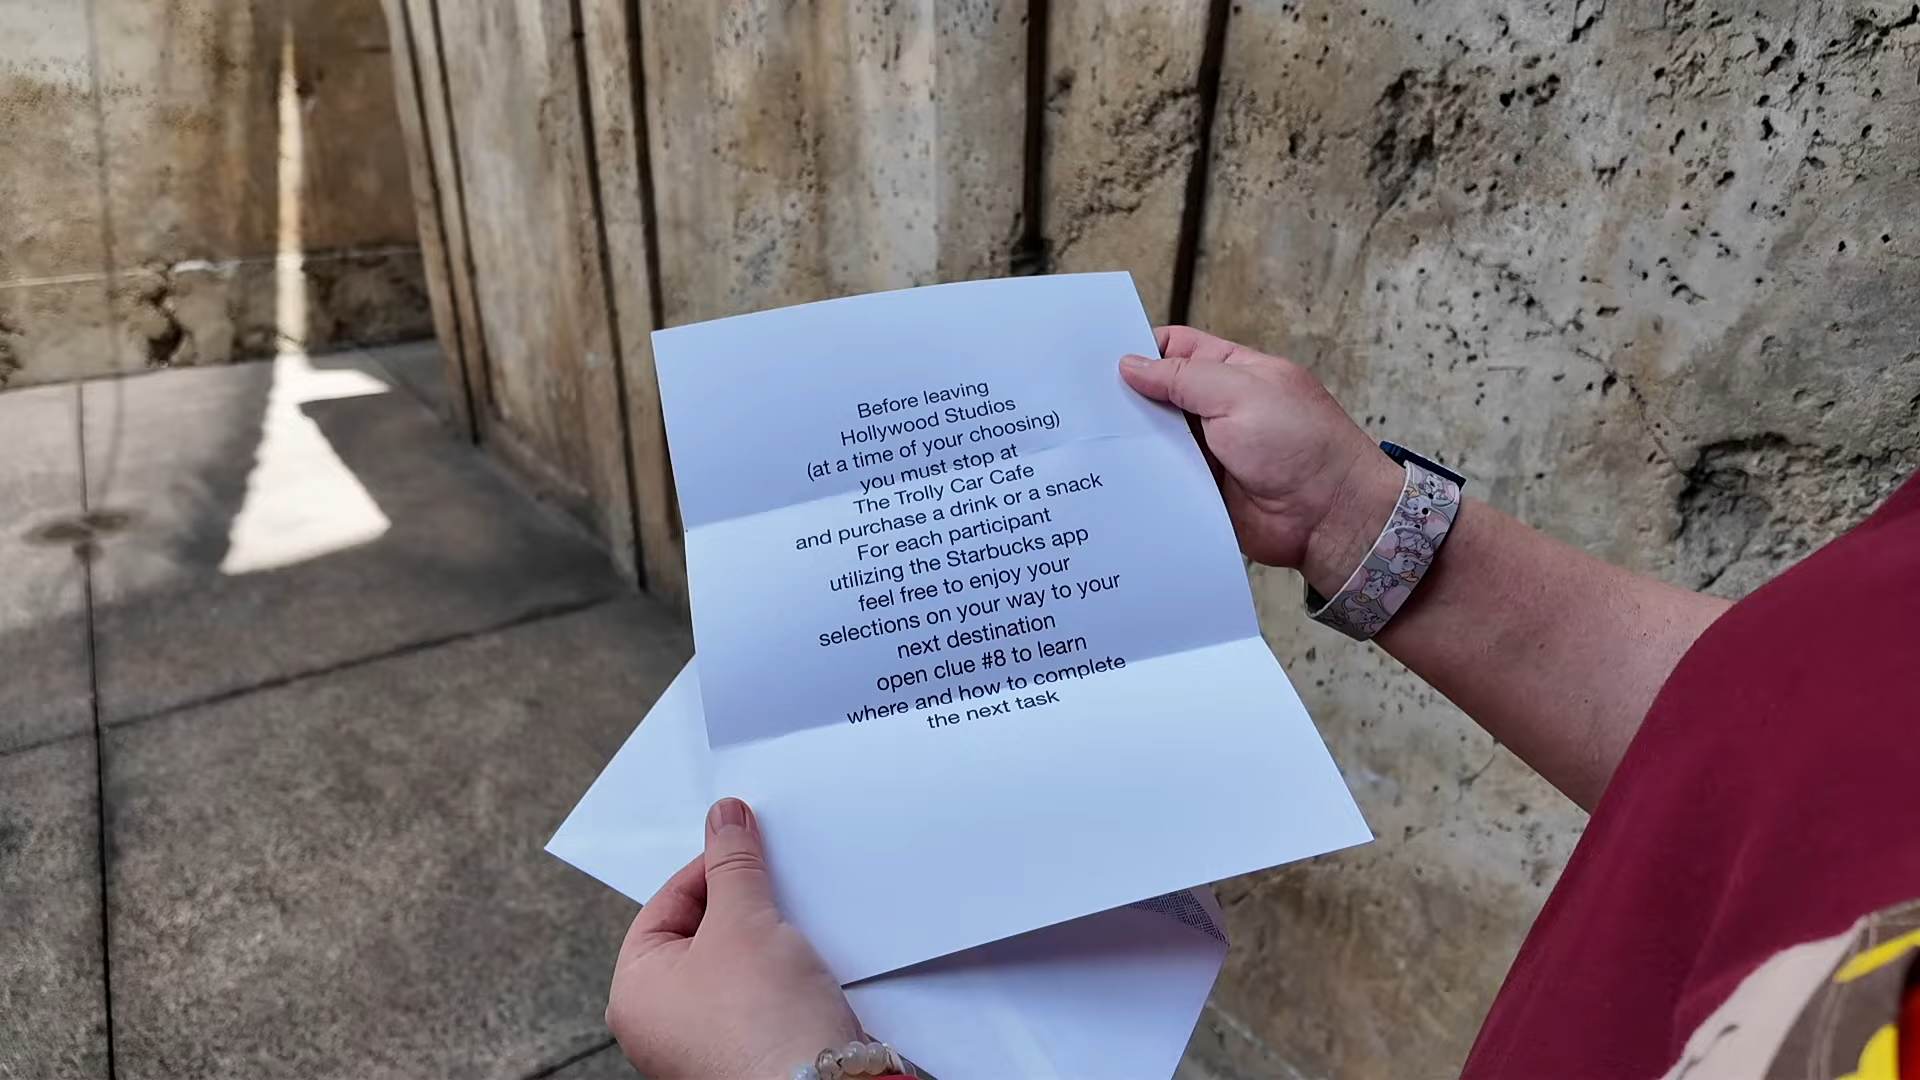 Before leaving
Hollywood Studios
(at a time of your choosing)
you must stop at
The Trolly Car Cafe
and purchase a drink or a snack
For each participant
utilizing the Starbucks app
feel free to enjoy your
selections on your way to your
next destination
open clue #8 to learn
where and how to complete
the next task